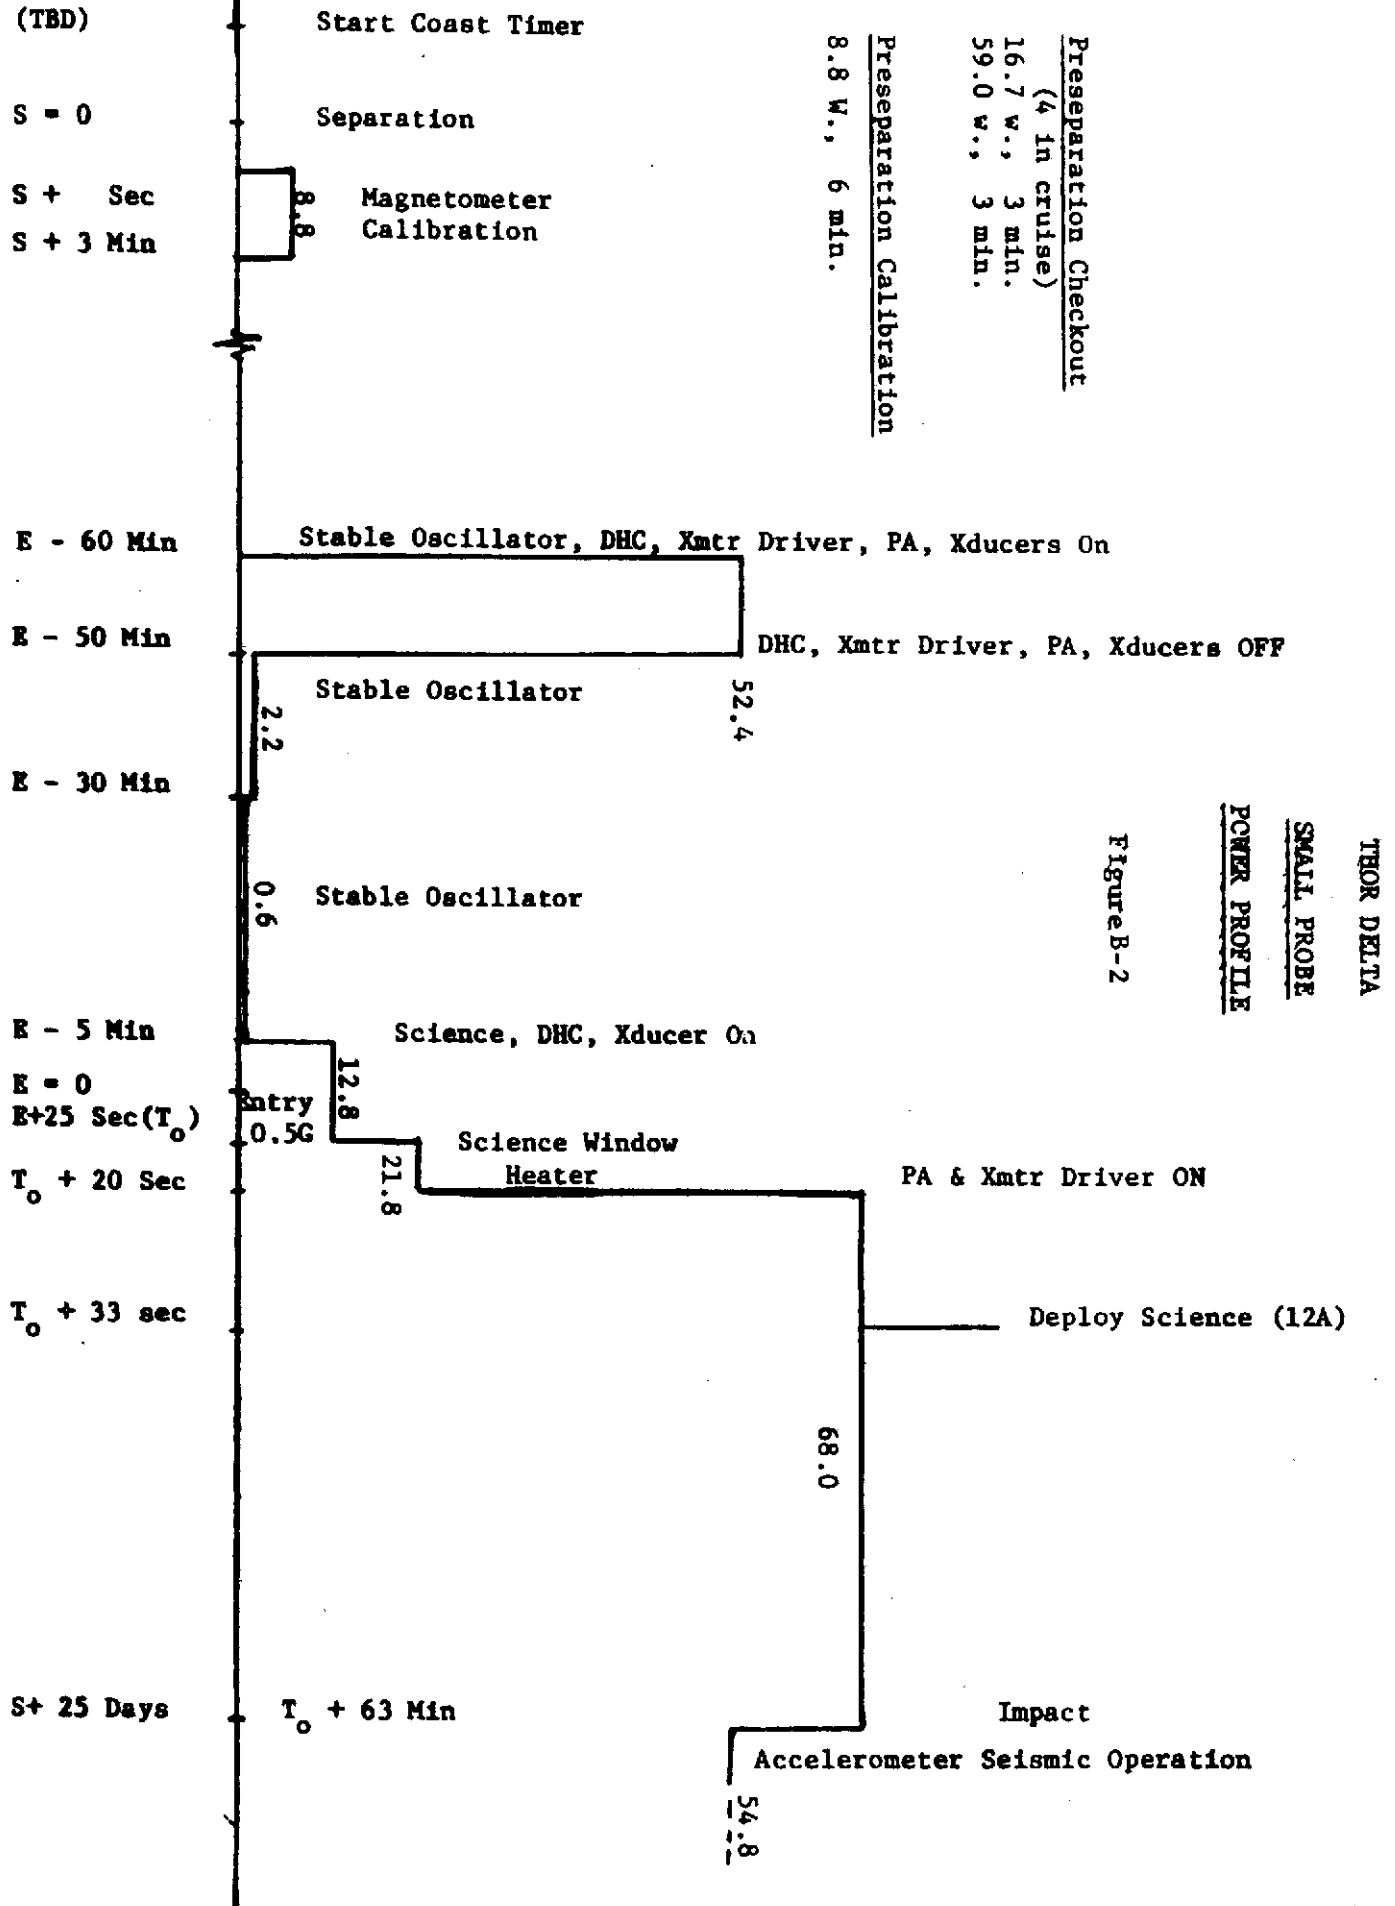 (TBD)
Start Coast Timer
S = 0
Separation
S + Sec
S + 3 Min
8.8
Magnetometer
Calibration
Preseparation Checkout
(4 in cruise)
16.7 w., 3 min.
59.0 w., 3 min.
Preseparation Calibration
8.8 W., 6 min.
E - 60 Min
Stable Oscillator, DHC, Xmtr Driver, PA, Xducers On
E - 50 Min
DHC, Xmtr Driver, PA, Xducers OFF
52.4
Stable Oscillator
2.2
E - 30 Min
0.6
Stable Oscillator
THOR DELTA
SMALL PROBE
POWER PROFILE
Figure B-2
E - 5 Min
Science, DHC, Xducer On
12.8
E = 0
Entry
E+25 Sec(To)
0.5G
Science Window
Heater
21.8
To + 20 Sec
PA & Xmtr Driver ON
To + 33 sec
Deploy Science (12A)
68.0
S+ 25 Days
To + 63 Min
Impact
Accelerometer Seismic Operation
54.8